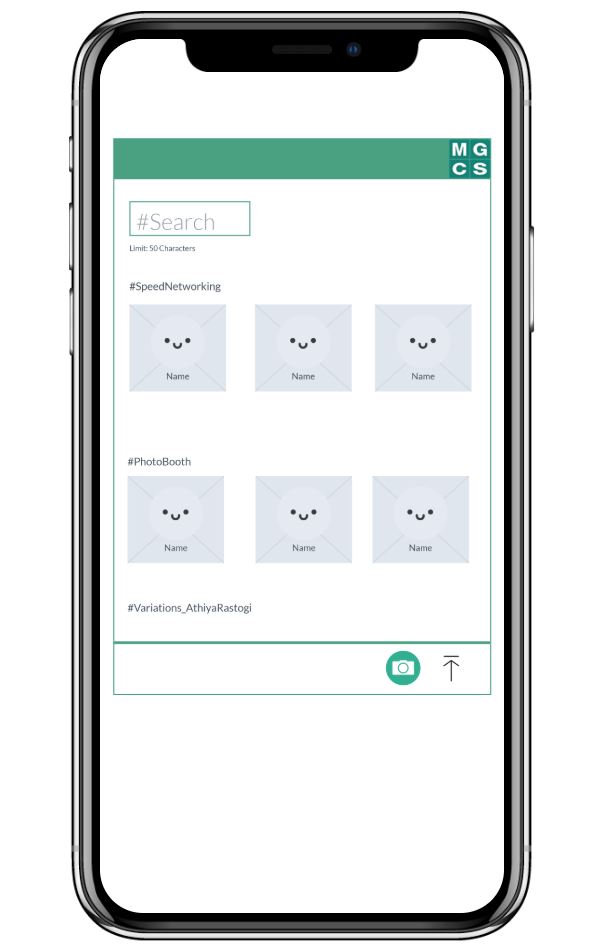 M G
C S
#Search
Limit: 50 Characters
#SpeedNetworking
Name Name Name
#PhotoBooth
Name Name Name
#Variations_AthiyaRastogi